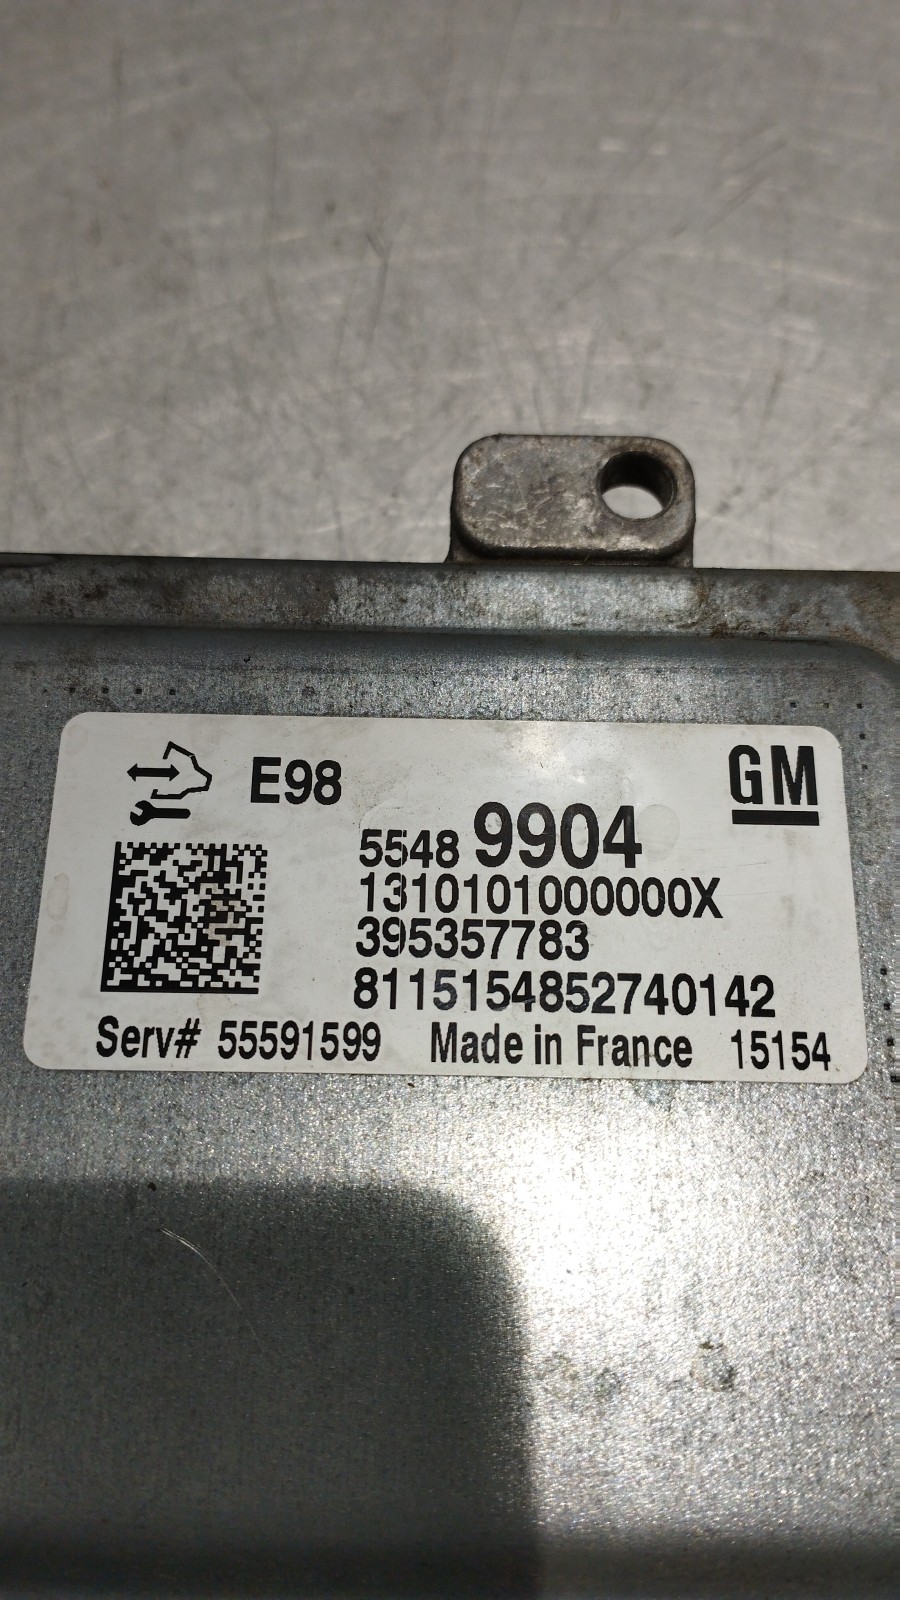 E98
GM
5548 9904
1310101000000X
395357783
8115154852740142
Serv# 55591599 Made in France 15154